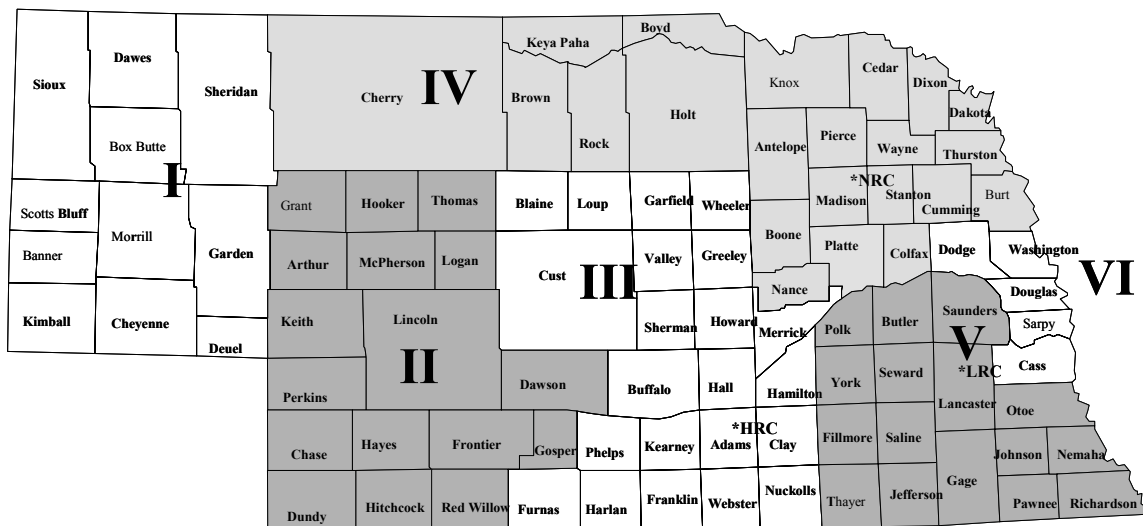 Sioux
Dawes
Sheridan
Box Butte
I
Scotts Bluff
Banner
Morrill
Garden
Kimball
Cheyenne
Deuel
Cherry
IV
Keya Paha
Boyd
Brown
Rock
Holt
Knox
Cedar
Dixon
Dakota
Antelope
Pierce
Wayne
Thurston
*NRC
Madison
Stanton
Cumming
Burt
Boone
Platte
Colfax
Nance
Grant
Hooker
Thomas
Arthur
McPherson
Logan
Keith
Lincoln
II
Perkins
Dawson
Chase
Hayes
Frontier
Gosper
Dundy
Hitchcock
Red Willow
Blaine
Loup
Garfield
Wheeler
Cust
III
Valley
Greeley
Sherman
Howard
Merrick
Buffalo
Hall
Hamilton
*HRC
Phelps
Kearney
Adams
Clay
Furnas
Harlan
Franklin
Webster
Nuckolls
Dodge
Washington
VI
Douglas
Sarpy
Cass
Polk
Butler
Saunders
V
*LRC
York
Seward
Lancaster
Otoe
Fillmore
Saline
Johnson
Nemaha
Thayer
Jefferson
Gage
Pawnee
Richardson